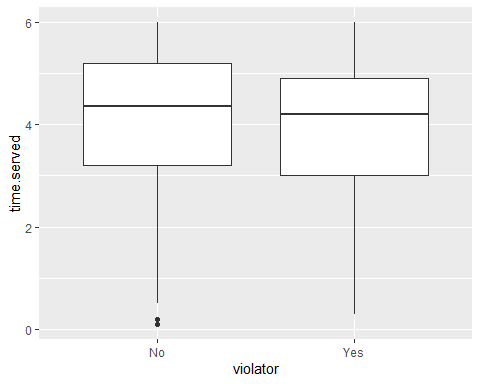 time.served
6
4
2
0
No Yes
violator